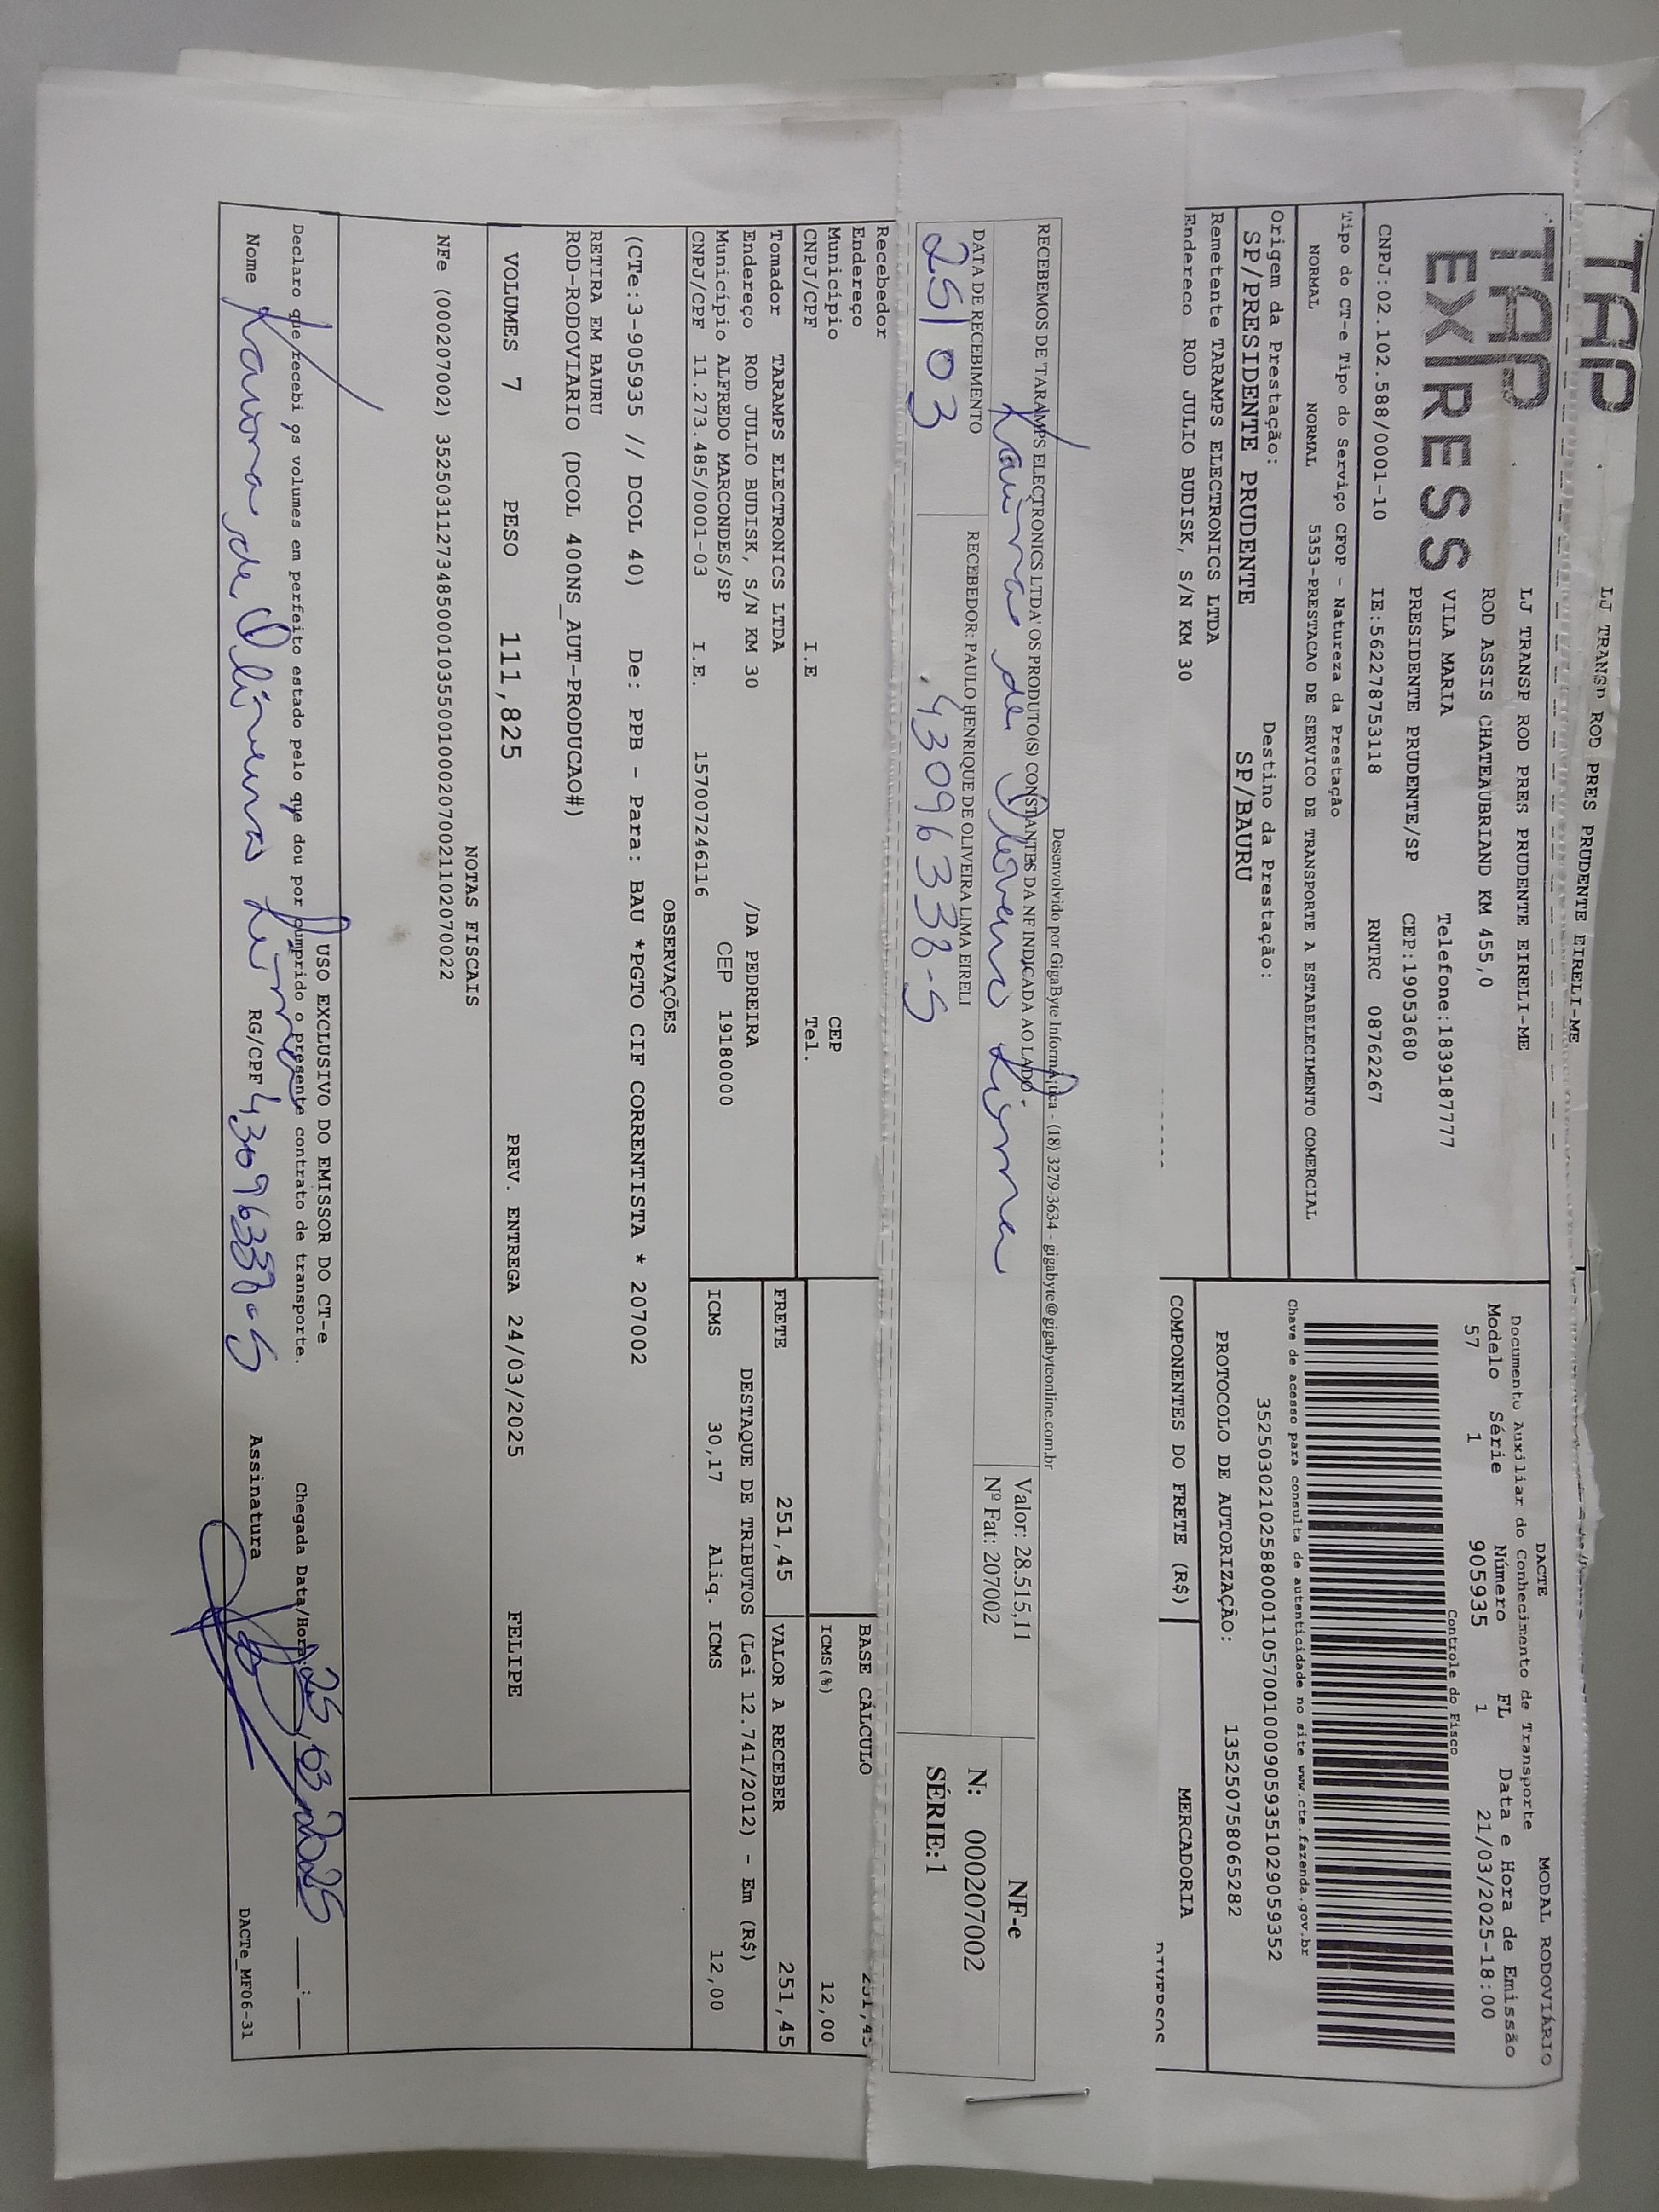 TAP
LJ TRANSP ROD PRES PRUDENTE EIRELI-ME
TAP
EXPRESS
LJ TRANSP ROD PRES PRUDENTE EIRELI-ME
ROD ASSIS CHATEAUBRIAND KM 455,0
VILA MARIA Telefone:1839187777
PRESIDENTE PRUDENTE/SP CEP:19053680
CNPJ:02.102.588/0001-10 IE:562278753118 RNTRC 08762267
DACTE MODAL RODOVIÁRIO
Documento Auxiliar do Conhecimento de Transporte
Modelo Série Número FL Data e Hora de Emissão
57 1 905935 1 21/03/2025-18:00
Controle do Fisco
Chave de acesso para consulta de autenticidade no site www.cte.fazenda.gov.br
35250302102588000110570010009059351029059352
PROTOCOLO DE AUTORIZAÇÃO: 135250758065282
Tipo do CT-e Tipo do Serviço CFOP - Natureza da Prestação
NORMAL NORMAL 5353-PRESTACAO DE SERVICO DE TRANSPORTE A ESTABELECIMENTO COMERCIAL
Origem da Prestação: Destino da Prestação:
SP/PRESIDENTE PRUDENTE SP/BAURU
Remetente TARAMPS ELECTRONICS LTDA
Endereço ROD JULIO BUDISK, S/N KM 30
COMPONENTES DO FRETE (R$) MERCADORIA DIVERSOS
Desenvolvido por GigaByte Informática - (18) 3279-3634 - gigabyte@gigabyteonline.com.br
RECEBEMOS DE 'TARAMPS ELECTRONICS LTDA' OS PRODUTO(S) CONSTANTES DA NF INDICADA AO LADO.
Valor: 28.515,11
Nº Fat: 207002
NF-e
N: 000207002
SÉRIE:1
DATA DE RECEBIMENTO
25/03
RECEBEDOR: PAULO HENRIQUE DE OLIVEIRA LIMA EIRELI
de Lima
43096338-5
Recebedor
Endereço
Município CEP
CNPJ/CPF I.E Tel.
BASE CÁLCULO 251,45
ICMS(%) 12,00
Tomador TARAMPS ELECTRONICS LTDA
Endereço ROD JULIO BUDISK, S/N KM 30 /DA PEDREIRA
Município ALFREDO MARCONDES/SP CEP 19180000
CNPJ/CPF 11.273.485/0001-03 I.E. 157007246116
FRETE 251,45 VALOR A RECEBER 251,45
DESTAQUE DE TRIBUTOS (Lei 12.741/2012) - Em (R$)
ICMS 30,17 Aliq. ICMS 12,00
OBSERVAÇÕES
(CTe:3-905935 // DCOL 40) De: PPB - Para: BAU *PGTO CIF CORRENTISTA * 207002
RETIRA EM BAURU
ROD-RODOVIARIO (DCOL 400NS_AUT-PRODUCAO#)
VOLUMES 7 PESO 111,825 PREV. ENTREGA 24/03/2025 FELIPE
NOTAS FISCAIS
NFe (000207002) 35250311273485000103550010002070021102070022
USO EXCLUSIVO DO EMISSOR DO CT-e
Declaro que recebi os volumes em perfeito estado pelo que dou por cumprido o presente contrato de transporte.
Chegada Data/Hora: 25/03/2025 __:__
Nome de Lima RG/CPF 43096338-5 Assinatura
DACTe_MF06-31